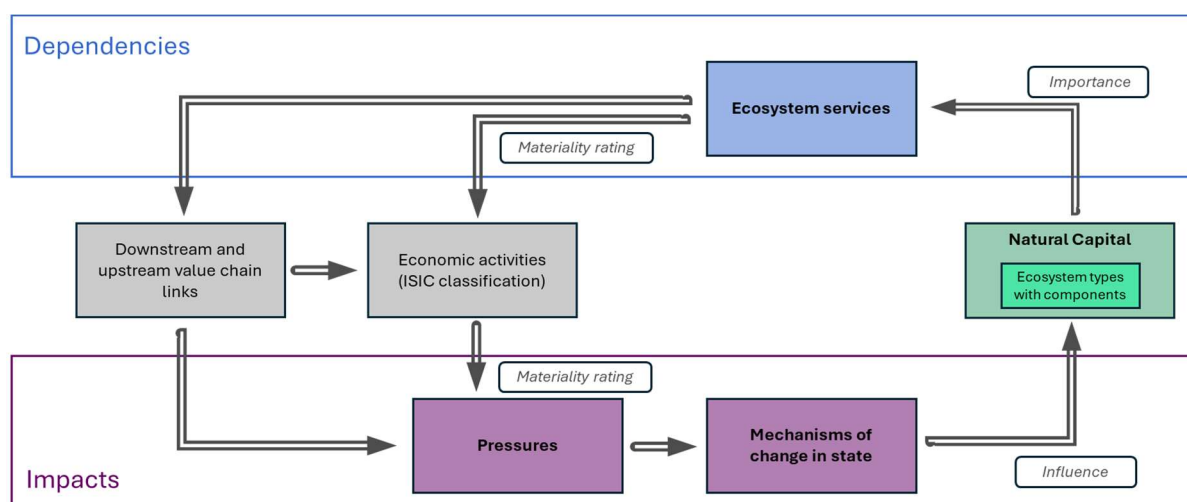 Dependencies
Ecosystem services
Importance
Materiality rating
Downstream and
upstream value chain
links
Economic activities
(ISIC classification)
Natural Capital
Ecosystem types
with components
Materiality rating
Pressures
Mechanisms of
change in state
Influence
Impacts